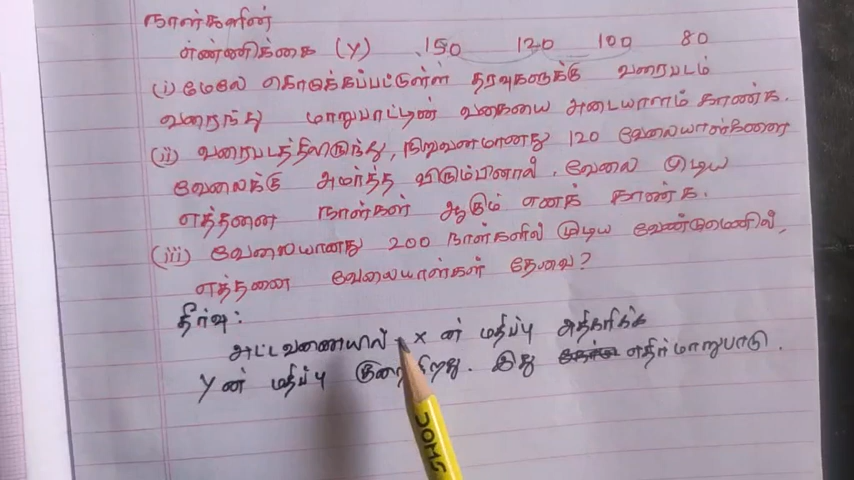 நாள்களின்
எண்ணிக்கை (y) 150 120 100 80
(i) மேலே கொடுக்கப்பட்டுள்ள தரவுகளுக்கு வரைபடம்
வரைந்து மாறுபாட்டின் வகையை அடையாளம் காண்க.
(ii) வரைபடத்திலிருந்து, நிறுவனமானது 120 வேலையாள்களை
வேலைக்கு அமர்த்த விரும்பினால், வேலை முடிய
எத்தனை நாள்கள் ஆகும் எனக் காண்க.
(iii) வேலையானது 200 நாள்களில் முடிய வேண்டுமெனில்,
எத்தனை வேலையாள்கள் தேவை?
தீர்வு:
அட்டவணையில் x ன் மதிப்பு அதிகரிக்க
y ன் மதிப்பு குறைகிறது. இது எதிர்மாறுபாடு.
DOMS